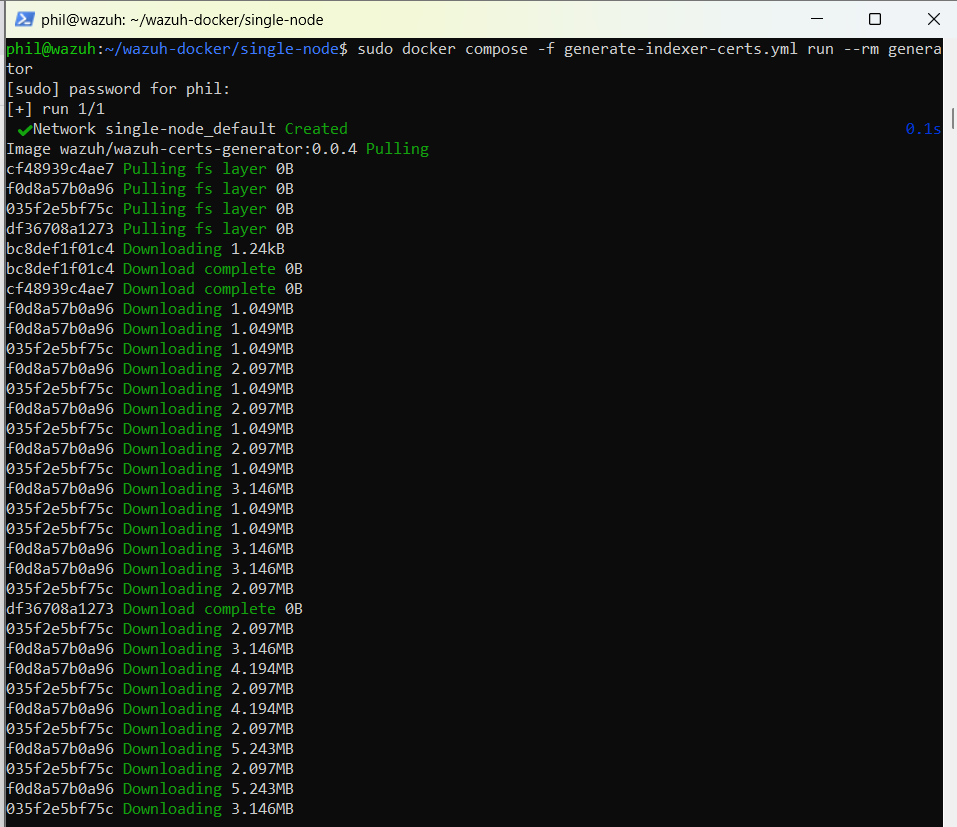 phil@wazuh: ~/wazuh-docker/single-node
phil@wazuh:~/wazuh-docker/single-node$ sudo docker compose -f generate-indexer-certs.yml run --rm genera
tor
[sudo] password for phil:
[+] run 1/1
✔Network single-node_default Created 0.1s
Image wazuh/wazuh-certs-generator:0.0.4 Pulling
cf48939c4ae7 Pulling fs layer 0B
f0d8a57b0a96 Pulling fs layer 0B
035f2e5bf75c Pulling fs layer 0B
df36708a1273 Pulling fs layer 0B
bc8def1f01c4 Downloading 1.24kB
bc8def1f01c4 Download complete 0B
cf48939c4ae7 Download complete 0B
f0d8a57b0a96 Downloading 1.049MB
f0d8a57b0a96 Downloading 1.049MB
035f2e5bf75c Downloading 1.049MB
f0d8a57b0a96 Downloading 2.097MB
035f2e5bf75c Downloading 1.049MB
f0d8a57b0a96 Downloading 2.097MB
035f2e5bf75c Downloading 1.049MB
f0d8a57b0a96 Downloading 2.097MB
035f2e5bf75c Downloading 1.049MB
f0d8a57b0a96 Downloading 3.146MB
035f2e5bf75c Downloading 1.049MB
035f2e5bf75c Downloading 1.049MB
f0d8a57b0a96 Downloading 3.146MB
f0d8a57b0a96 Downloading 3.146MB
035f2e5bf75c Downloading 2.097MB
df36708a1273 Download complete 0B
035f2e5bf75c Downloading 2.097MB
f0d8a57b0a96 Downloading 3.146MB
f0d8a57b0a96 Downloading 4.194MB
035f2e5bf75c Downloading 2.097MB
f0d8a57b0a96 Downloading 4.194MB
035f2e5bf75c Downloading 2.097MB
f0d8a57b0a96 Downloading 5.243MB
035f2e5bf75c Downloading 2.097MB
f0d8a57b0a96 Downloading 5.243MB
035f2e5bf75c Downloading 3.146MB